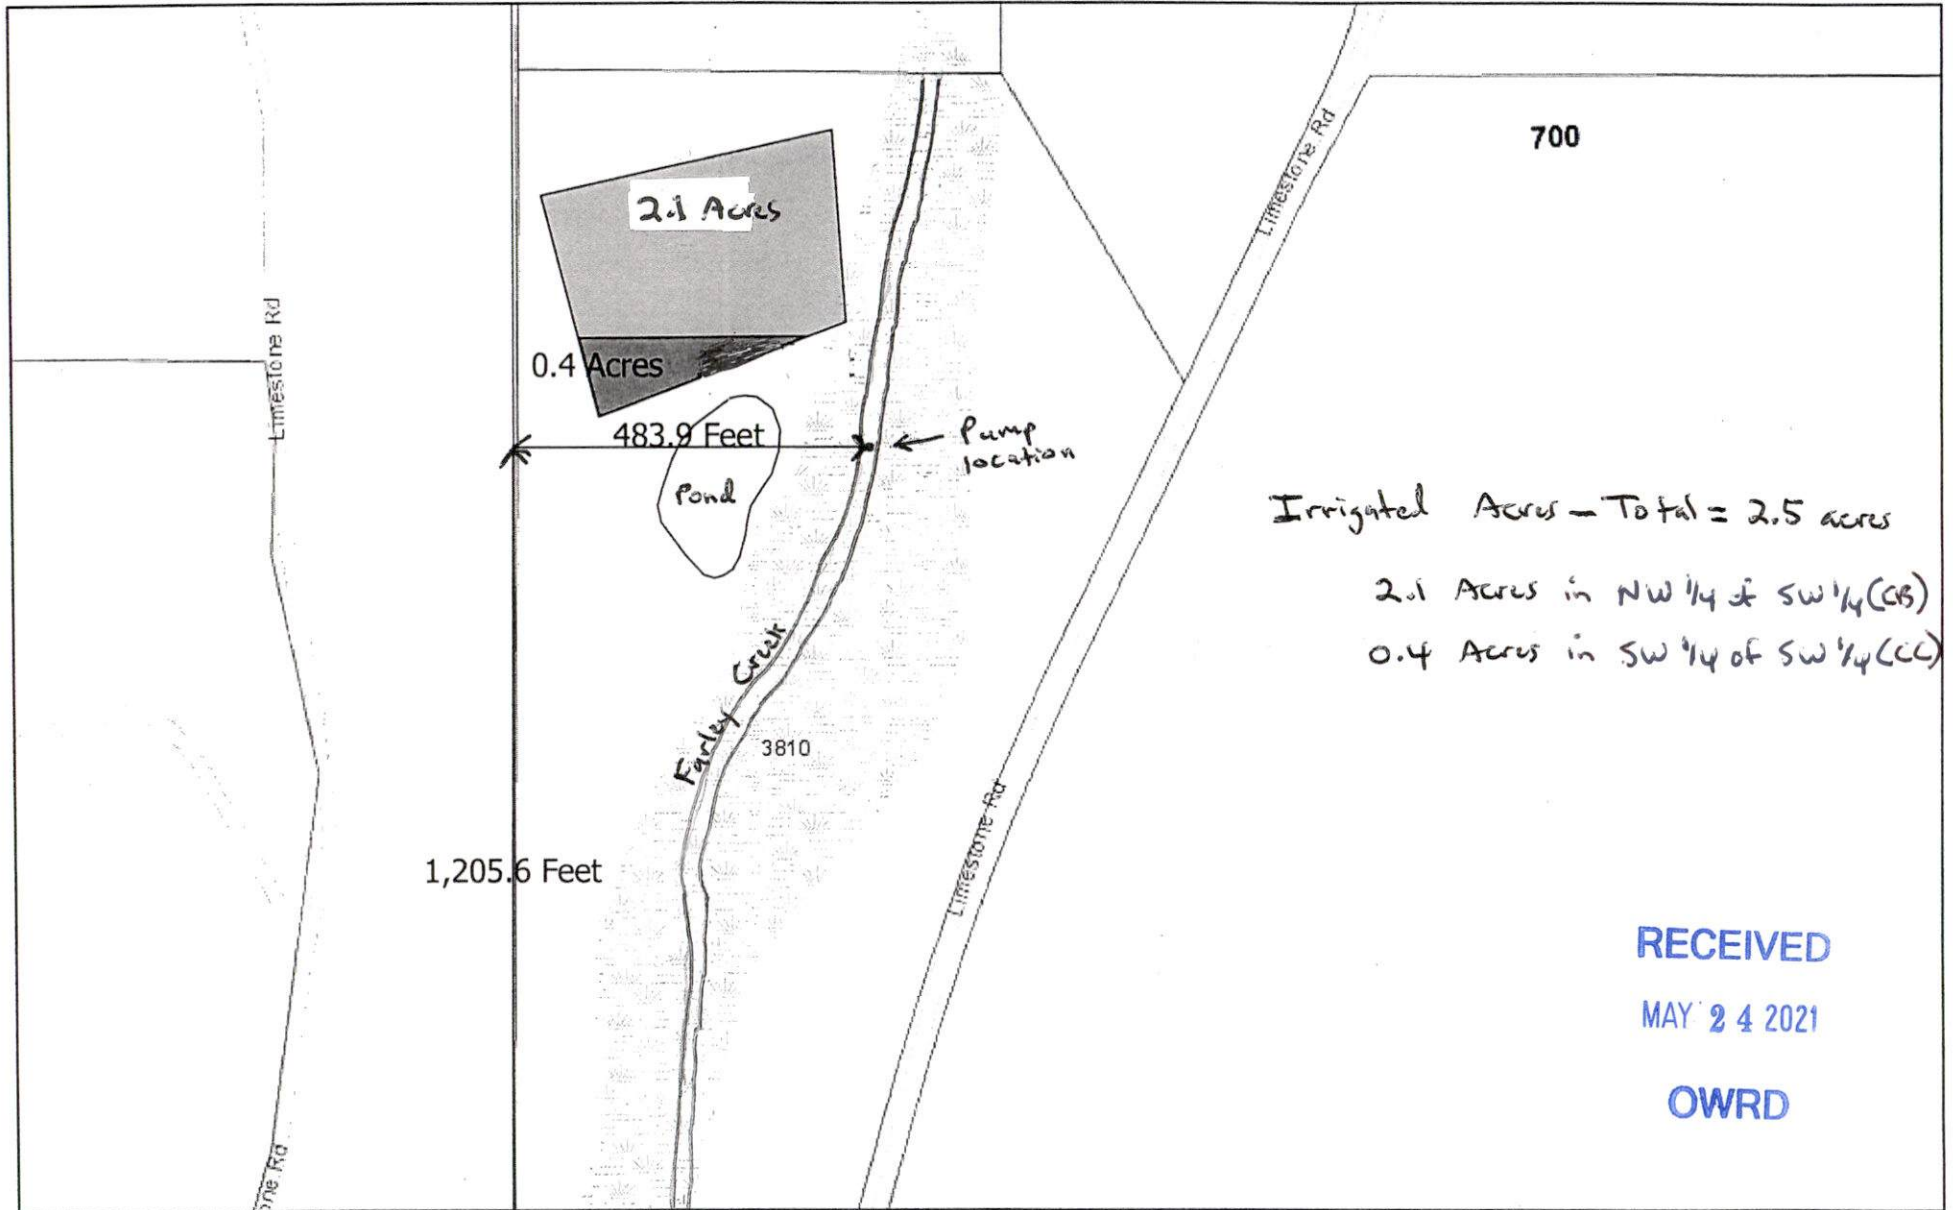 700
Limestone Rd
2.1 Acres
Limestone Rd
0.4 Acres
483.9 Feet
Pump
location
Pond
Irrigated Acres - Total = 2.5 acres
2.1 Acres in NW 1/4 of SW 1/4 (CB)
0.4 Acres in SW 1/4 of SW 1/4 (CC)
Farley Creek
3810
1,205.6 Feet
Limestone Rd
RECEIVED
MAY 24 2021
OWRD
one Rd